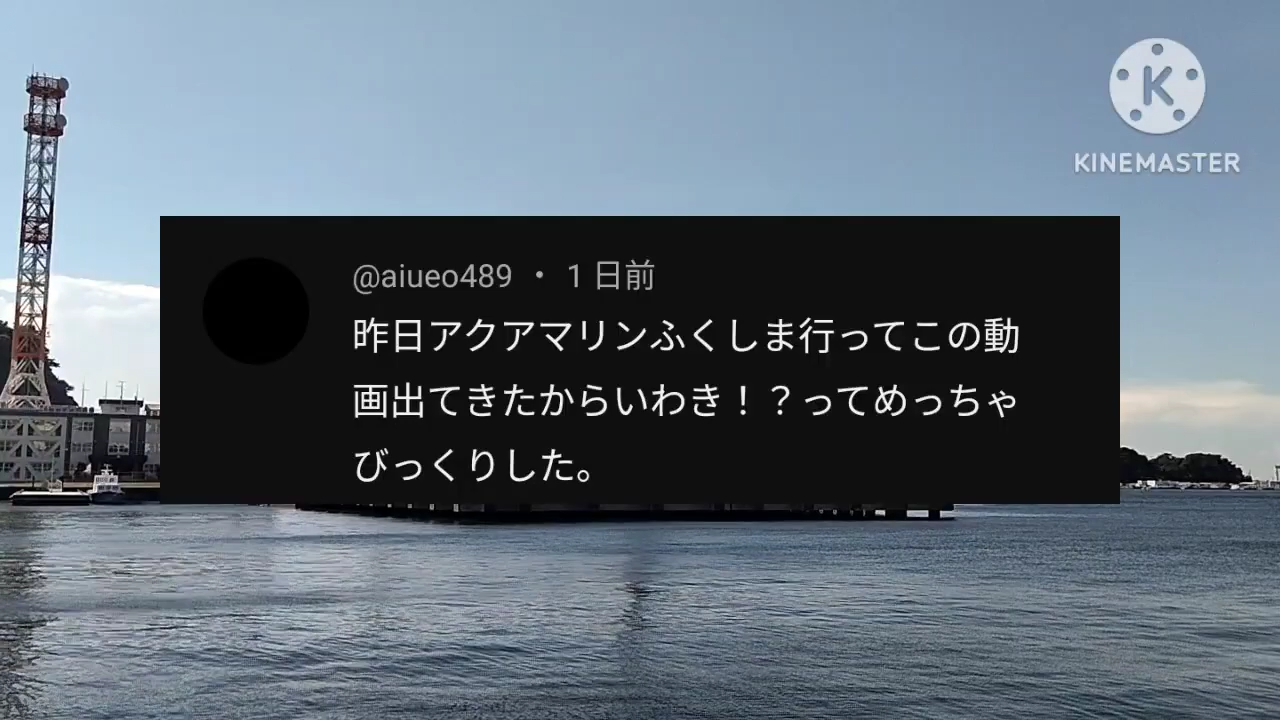 KINEMASTER
@aiueo489 ・ 1 日前
昨日アクアマリンふくしま行ってこの動
画出てきたからいわき！？ってめっちゃ
びっくりした。